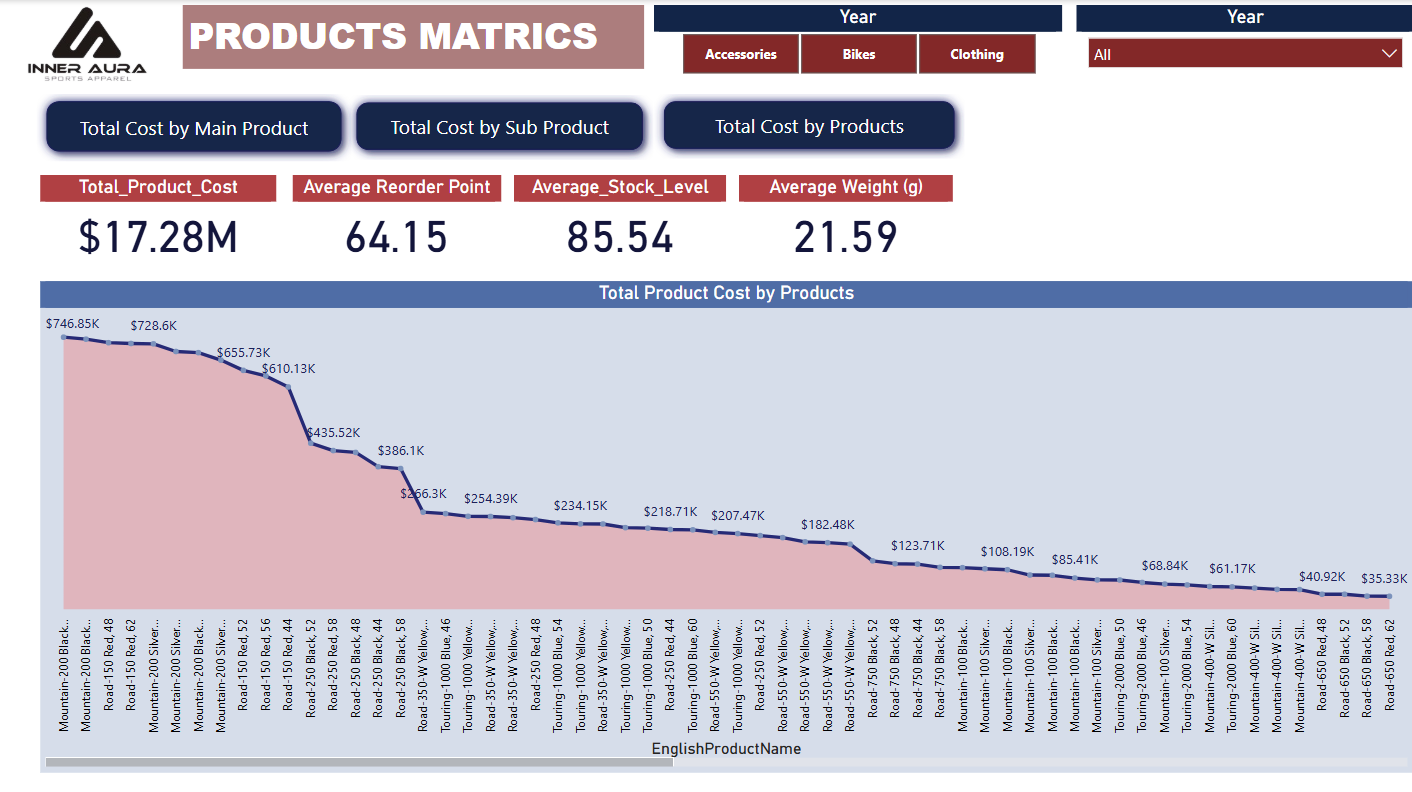 INNER AURA
SPORTS APPAREL
PRODUCTS MATRICS
Year
Accessories
Bikes
Clothing
Year
All
Total Cost by Main Product
Total Cost by Sub Product
Total Cost by Products
Total_Product_Cost
$17.28M
Average Reorder Point
64.15
Average_Stock_Level
85.54
Average Weight (g)
21.59
Total Product Cost by Products
$746.85K
$728.6K
$655.73K
$610.13K
$435.52K
$386.1K
$266.3K
$254.39K
$234.15K
$218.71K
$207.47K
$182.48K
$123.71K
$108.19K
$85.41K
$68.84K
$61.17K
$40.92K
$35.33K
Mountain-200 Black...
Mountain-200 Black...
Road-150 Red, 48
Road-150 Red, 62
Mountain-200 Silver...
Mountain-200 Silver...
Mountain-200 Black...
Mountain-200 Silver...
Road-150 Red, 52
Road-150 Red, 56
Road-150 Red, 44
Road-250 Black, 52
Road-250 Red, 58
Road-250 Black, 48
Road-250 Black, 44
Road-250 Black, 58
Road-350-W Yellow,...
Touring-1000 Blue, 46
Road-350-W Yellow,...
Touring-1000 Yellow...
Road-350-W Yellow,...
Road-250 Red, 48
Touring-1000 Blue, 54
Touring-1000 Yellow...
Road-350-W Yellow,...
Touring-1000 Yellow...
Touring-1000 Blue, 50
Road-250 Red, 44
Touring-1000 Blue, 60
Road-550-W Yellow,...
Touring-1000 Yellow...
Road-250 Red, 52
Road-550-W Yellow,...
Road-550-W Yellow,...
Road-550-W Yellow,...
Road-550-W Yellow,...
Road-750 Black, 52
Road-750 Black, 48
Road-750 Black, 44
Road-750 Black, 58
Mountain-100 Black...
Mountain-100 Silver...
Mountain-100 Black...
Mountain-100 Silver...
Mountain-100 Black...
Mountain-100 Black...
Mountain-100 Silver...
Touring-2000 Blue, 50
Touring-2000 Blue, 46
Mountain-100 Silver...
Touring-2000 Blue, 54
Mountain-400-W Sil...
Touring-2000 Blue, 60
Mountain-400-W Sil...
Mountain-400-W Sil...
Mountain-400-W Sil...
Road-650 Red, 48
Road-650 Black, 52
Road-650 Black, 58
Road-650 Red, 62
EnglishProductName